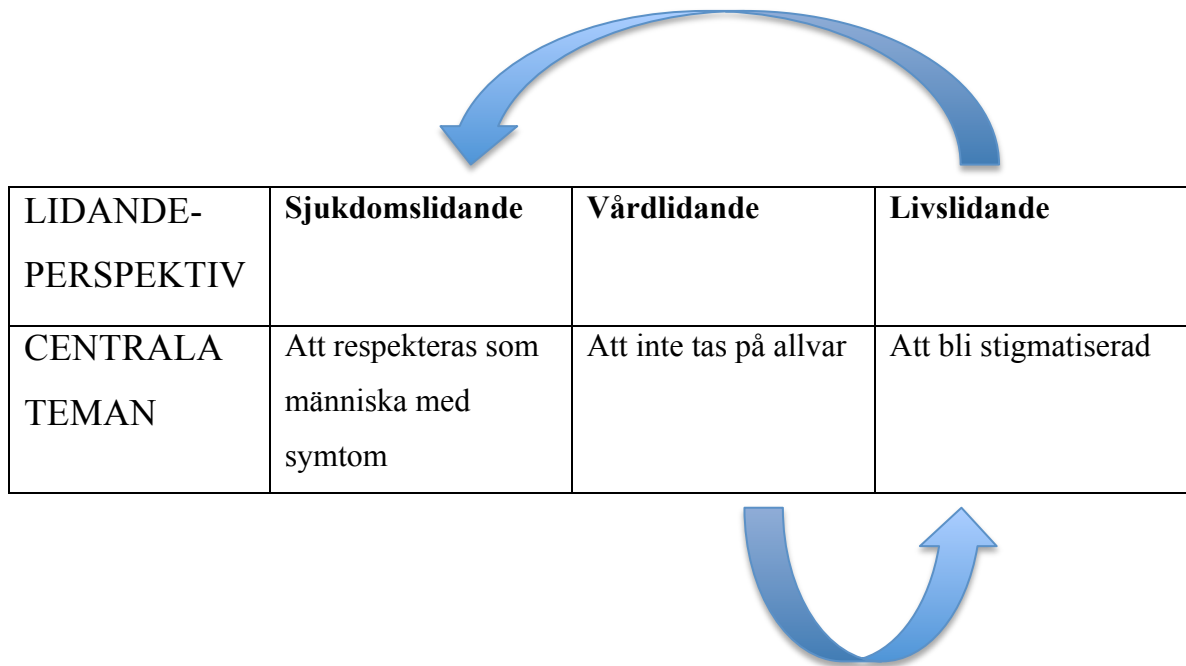 LIDANDE-
PERSPEKTIV
Sjukdomslidande
Vårdlidande
Livslidande
CENTRALA
TEMAN
Att respekteras som
människa med
symtom
Att inte tas på allvar
Att bli stigmatiserad